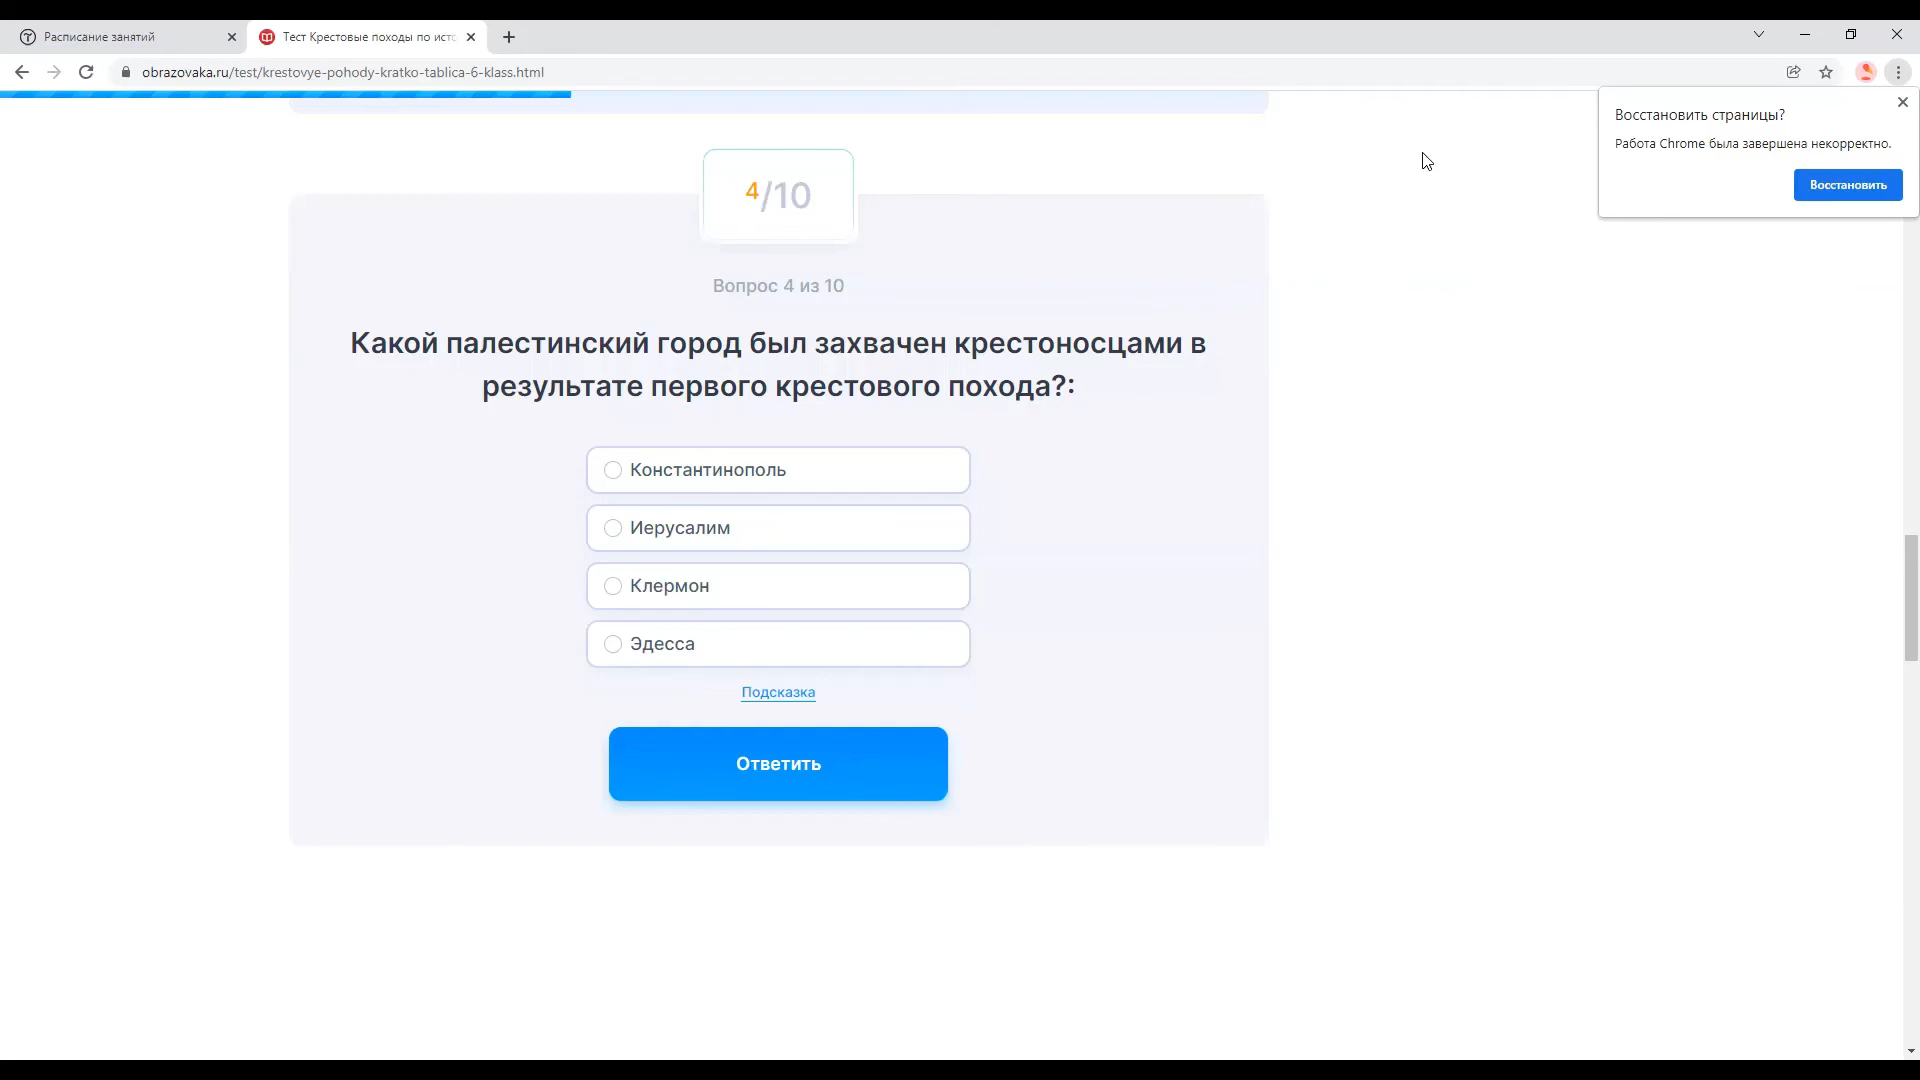 Расписание занятий
Тест Крестовые походы по исто
obrazovaka.ru/test/krestovye-pohody-kratko-tablica-6-klass.html
Восстановить страницы?
Работа Chrome была завершена некорректно.
Восстановить
4/10
Вопрос 4 из 10
Какой палестинский город был захвачен крестоносцами в
результате первого крестового похода?:
Константинополь
Иерусалим
Клермон
Эдесса
Подсказка
Ответить